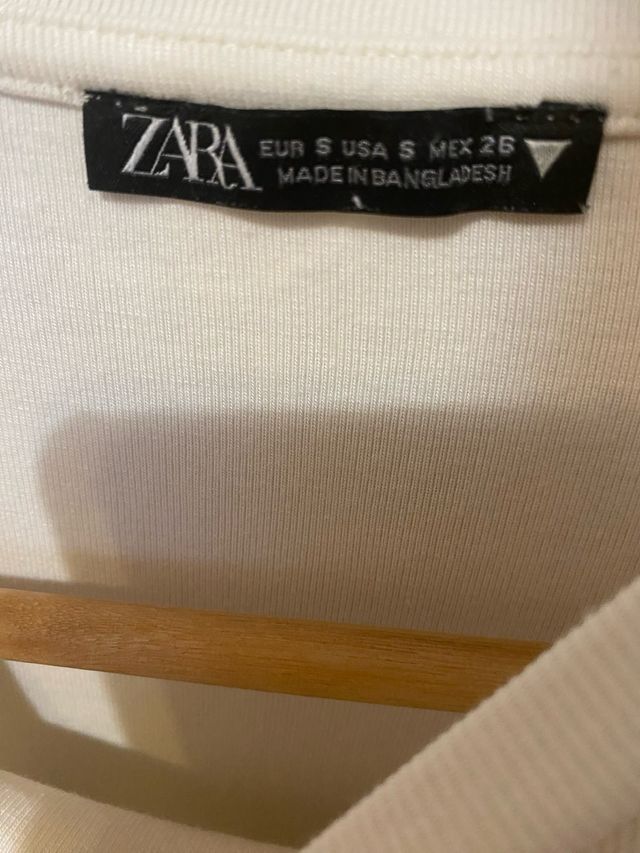 ZARA
EUR S USA S MEX 26
MADE IN BANGLADESH